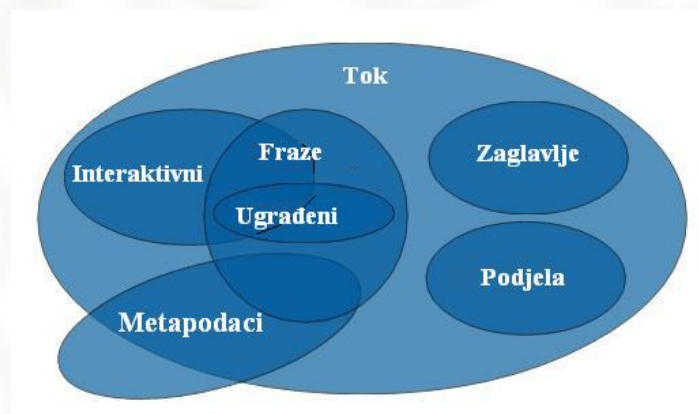 Tok
Fraze
Zaglavlje
Interaktivni
Ugrađeni
Podjela
Metapodaci